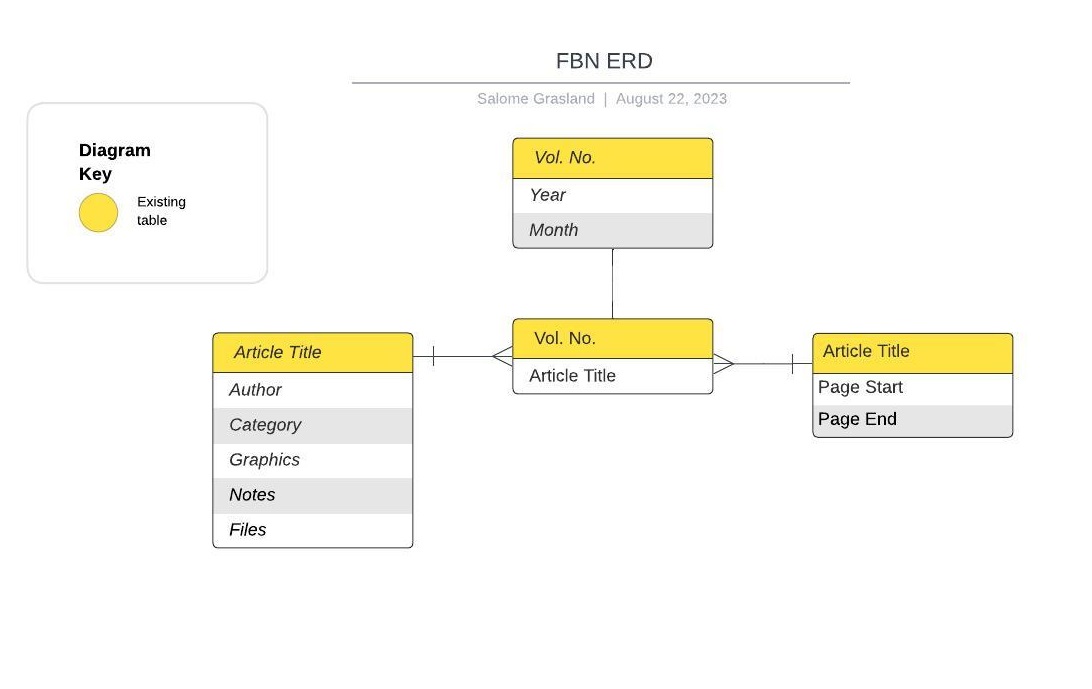 FBN ERD
Salome Grasland | August 22, 2023
Diagram
Key
Existing
table
Vol. No.
Year
Month
Article Title
Author
Category
Graphics
Notes
Files
Vol. No.
Article Title
Article Title
Page Start
Page End